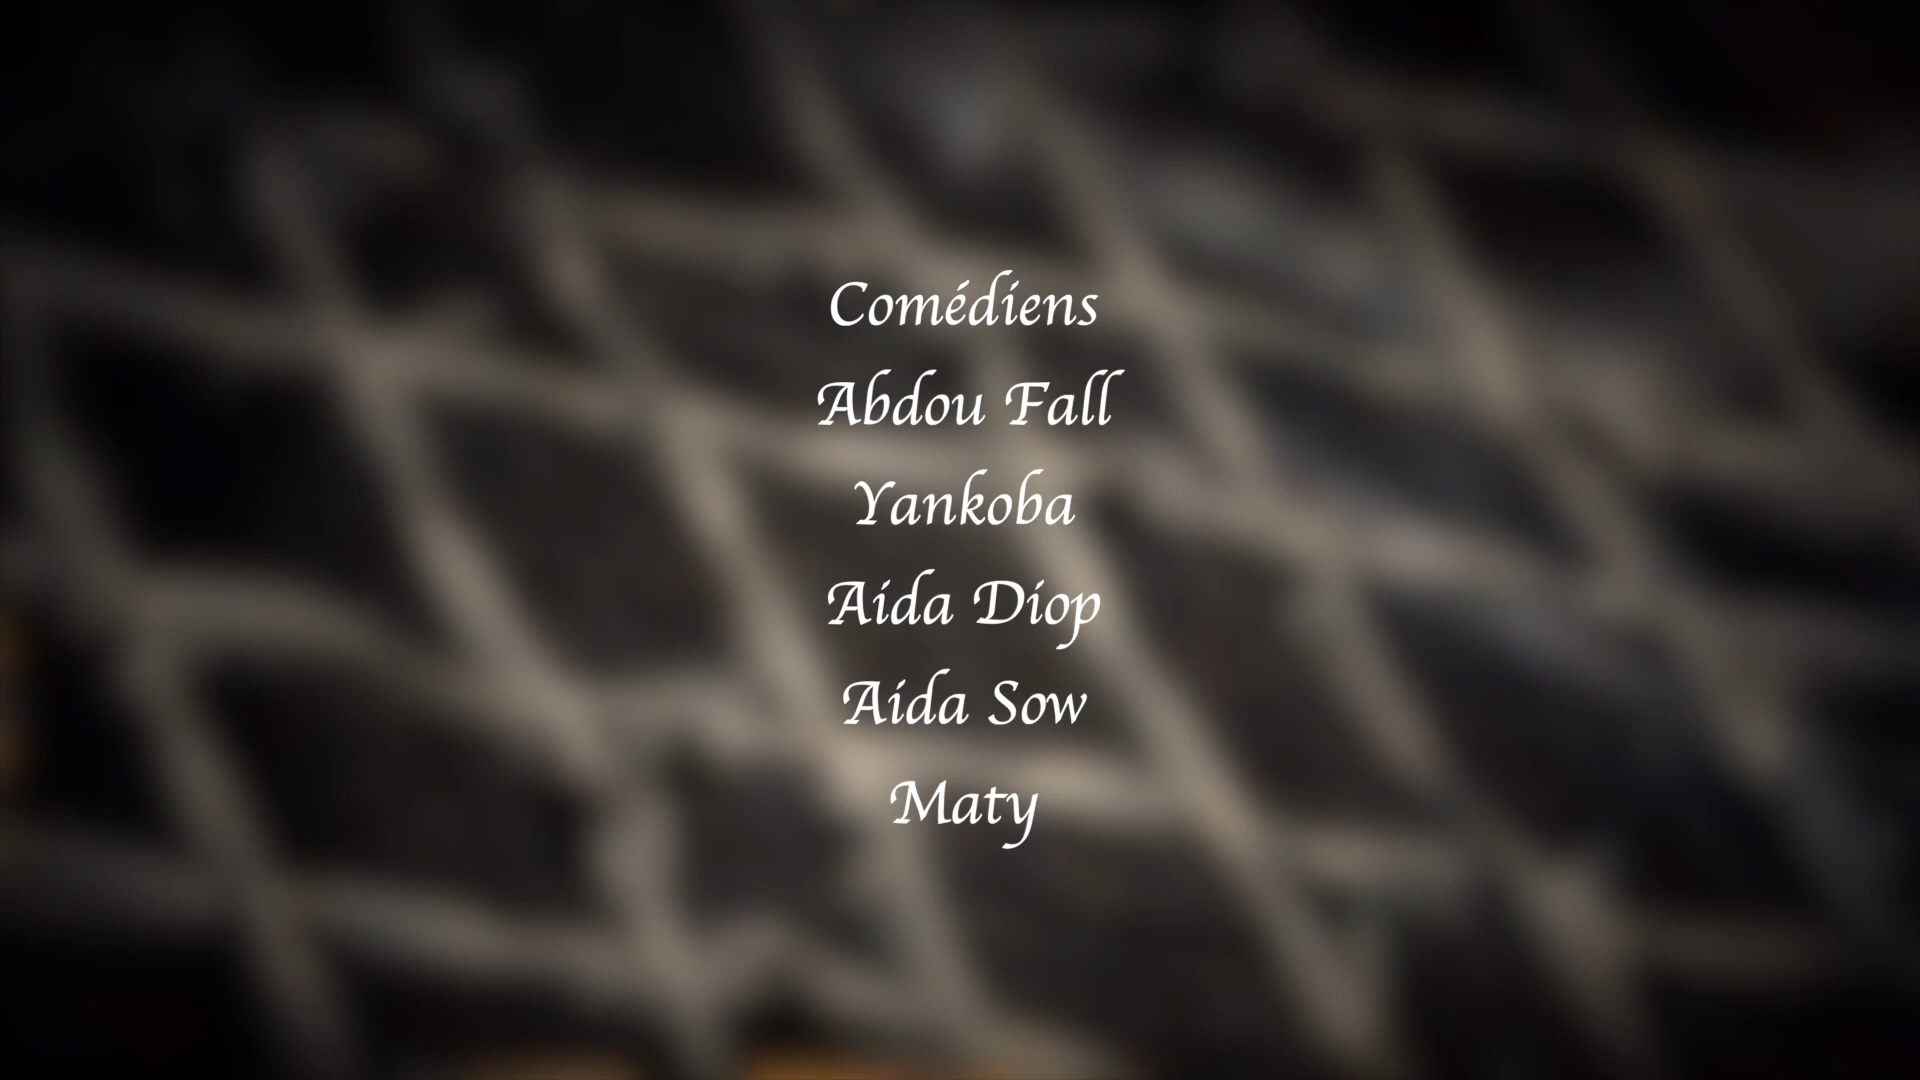 Comédiens
Abdou Fall
Yankoba
Aida Diop
Aida Sow
Maty